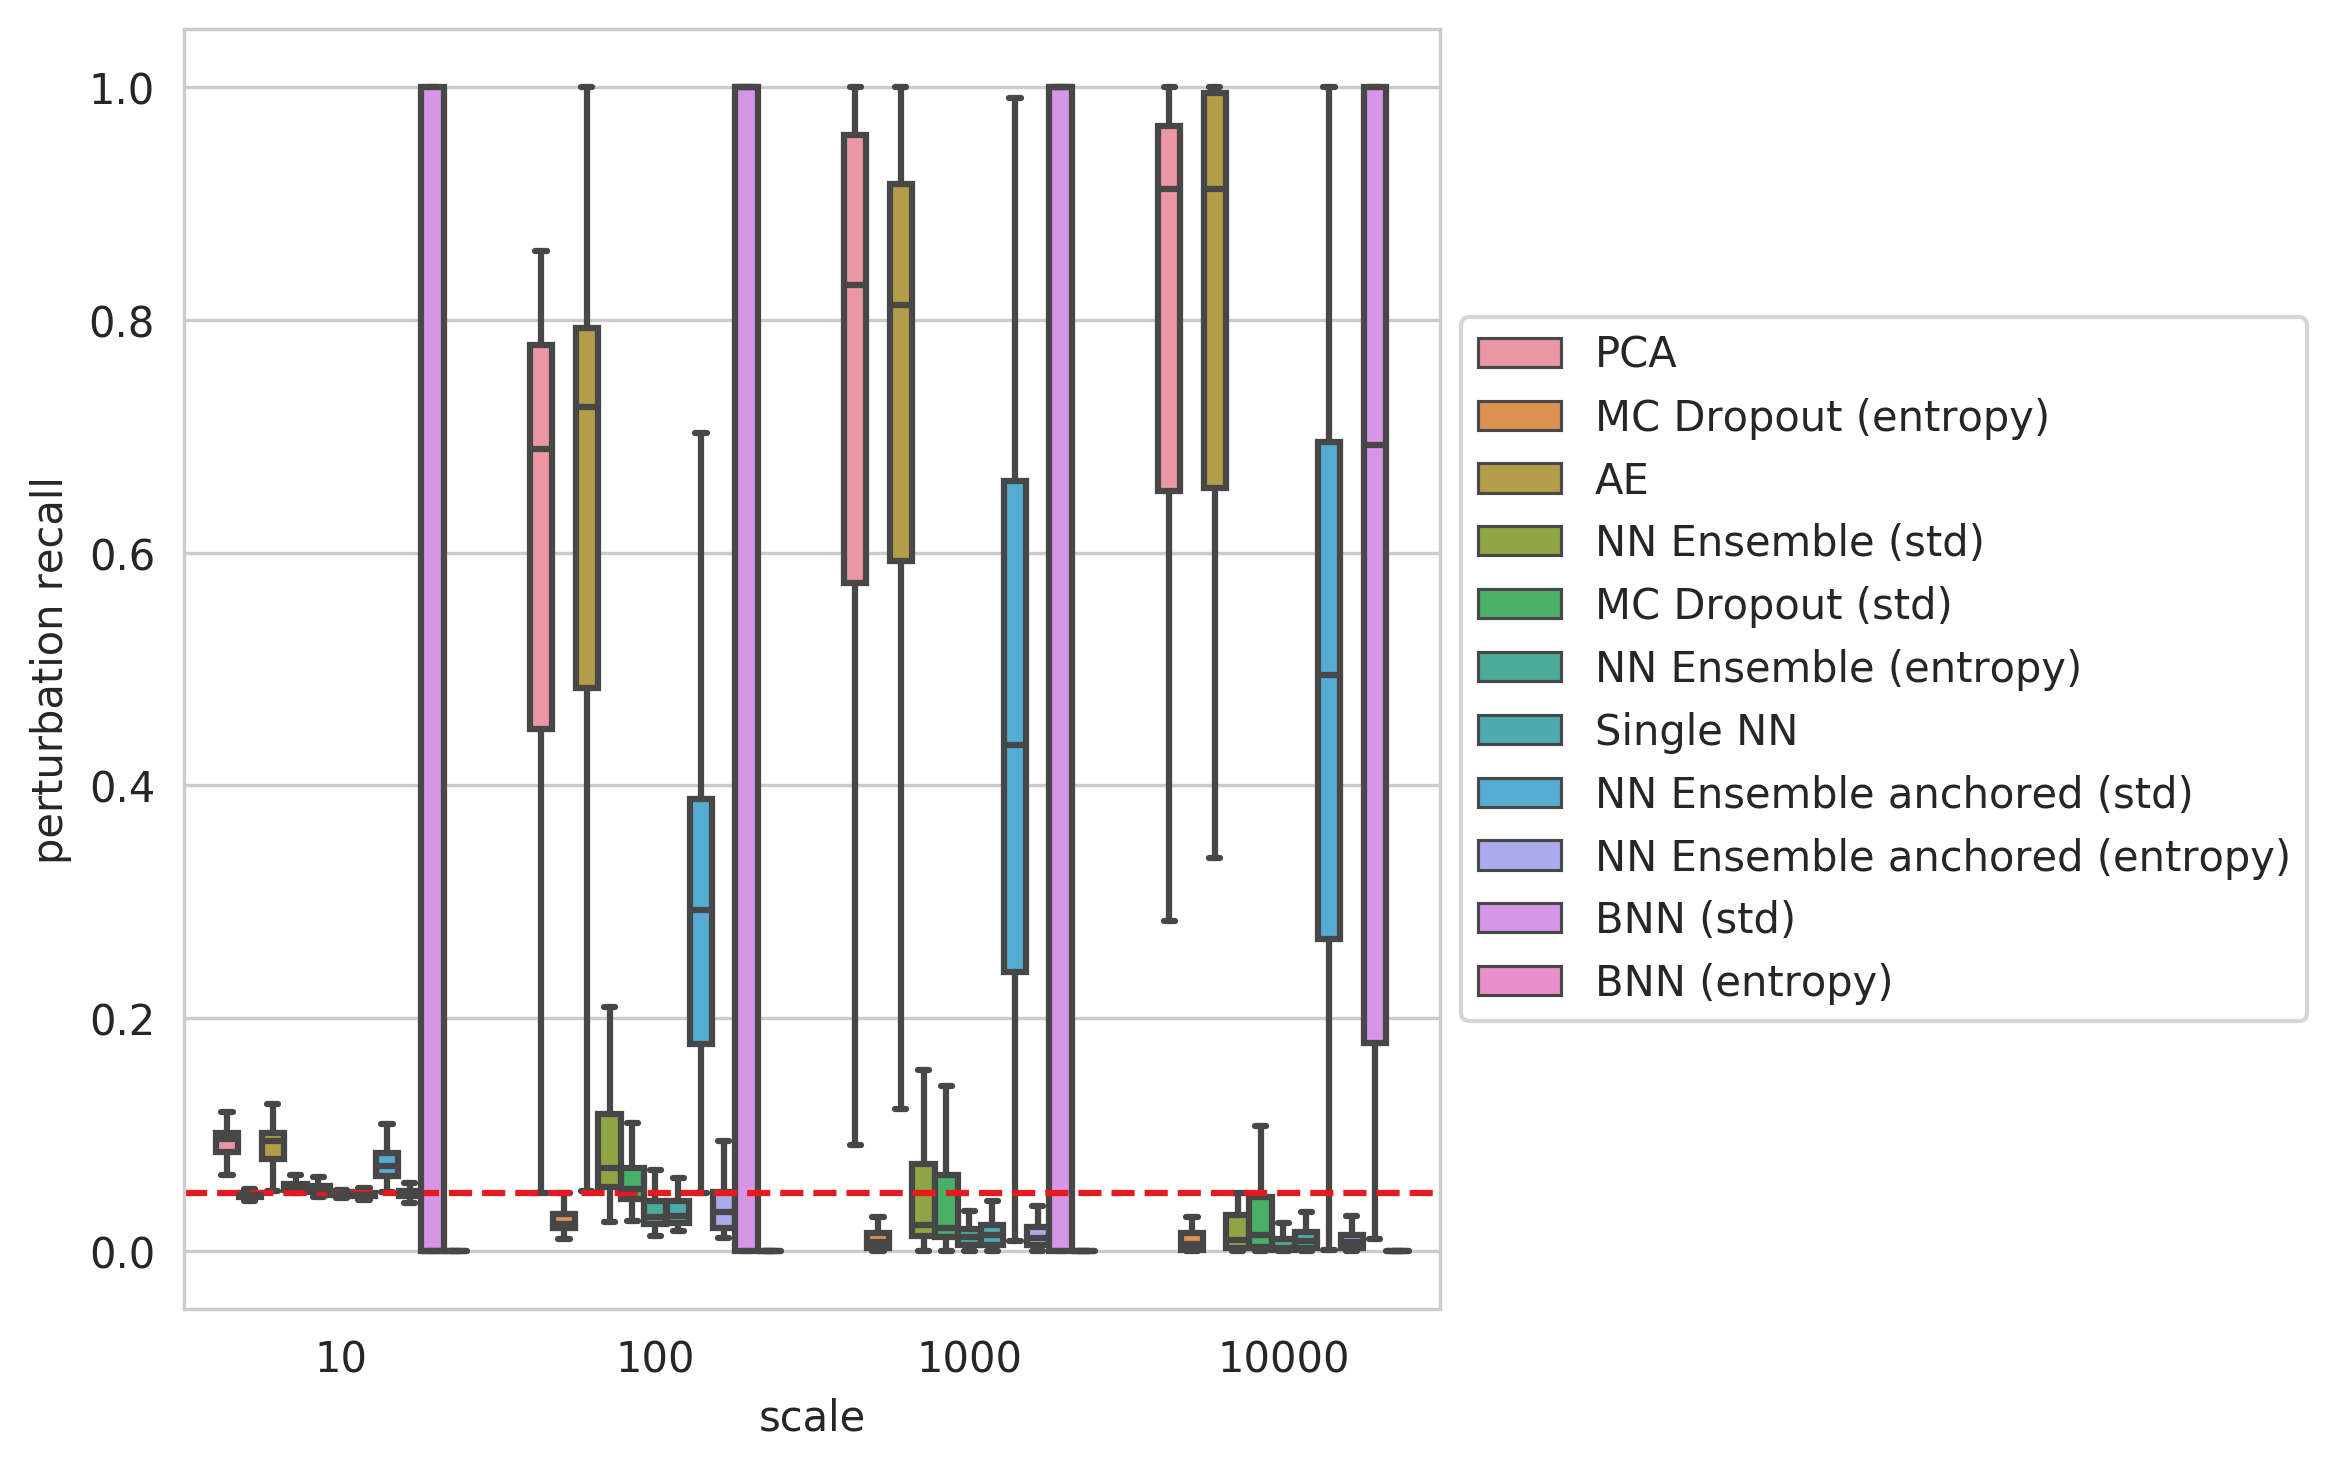 1.0
0.8
0.6
0.4
0.2
0.0
perturbation recall
10 100 1000 10000
scale
PCA
MC Dropout (entropy)
AE
NN Ensemble (std)
MC Dropout (std)
NN Ensemble (entropy)
Single NN
NN Ensemble anchored (std)
NN Ensemble anchored (entropy)
BNN (std)
BNN (entropy)